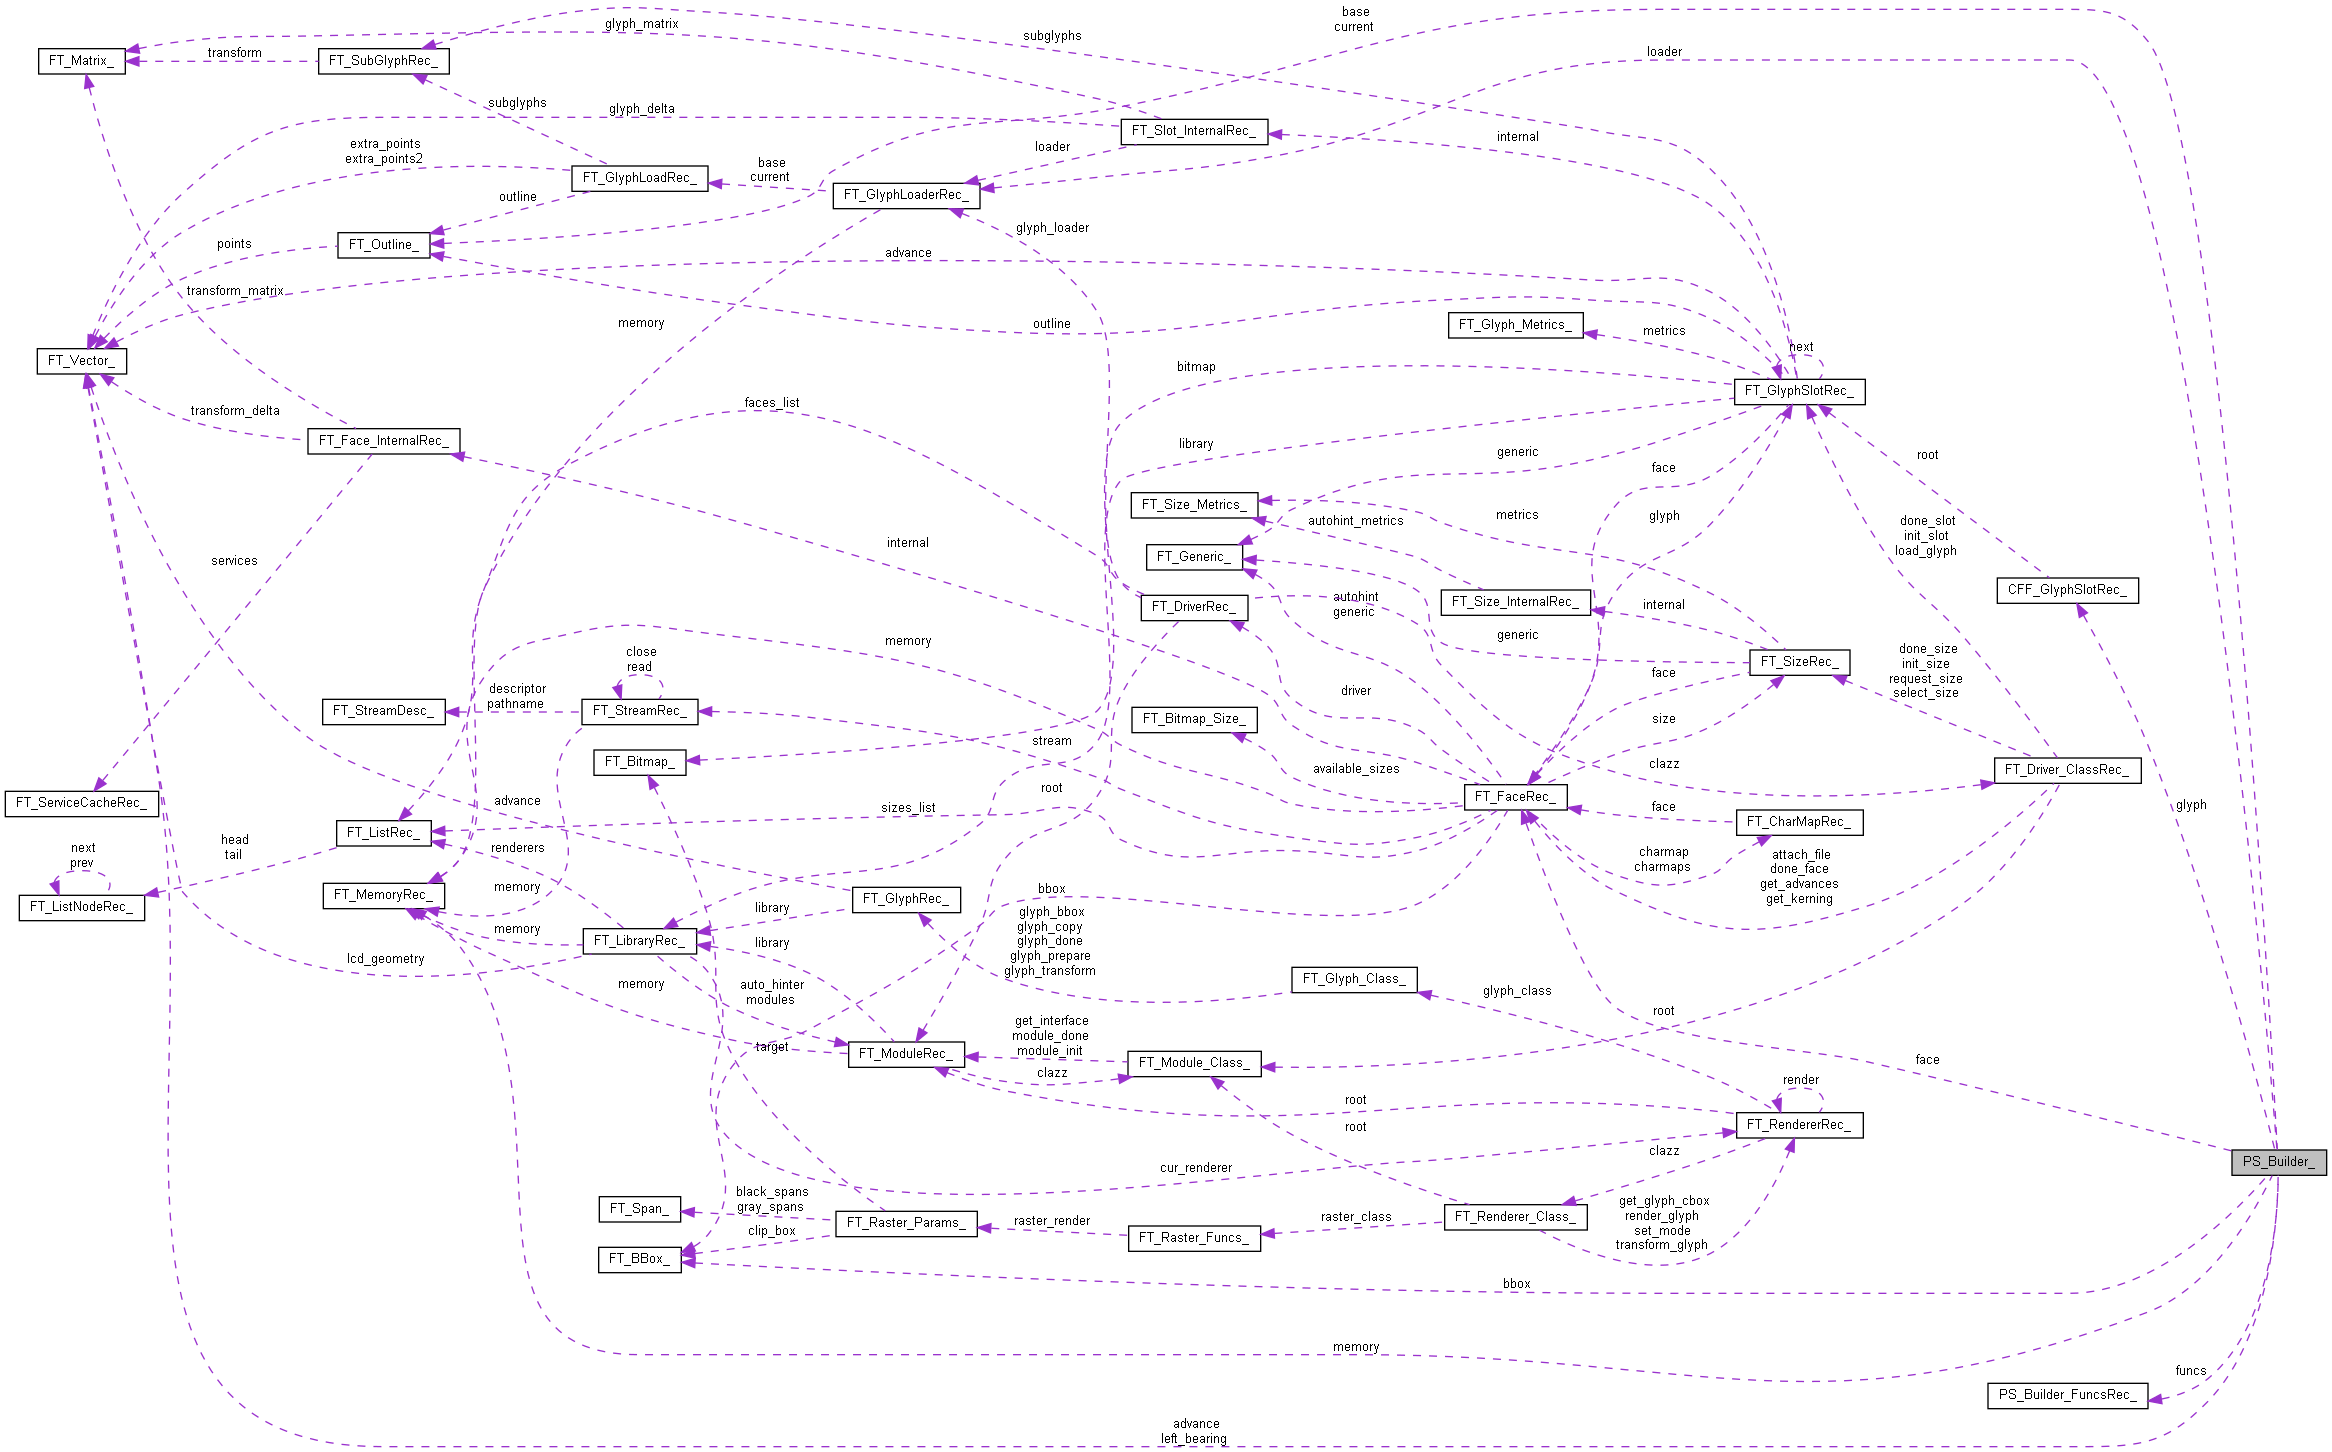 base
current
glyph_matrix
subglyphs
loader
transform
FT_Matrix_
FT_SubGlyphRec_
subglyphs
glyph_delta
FT_Slot_InternalRec_
internal
extra_points
extra_points2
loader
base
current
FT_GlyphLoadRec_
FT_GlyphLoaderRec_
outline
glyph_loader
points
FT_Outline_
advance
transform_matrix
memory
outline
FT_Glyph_Metrics_
metrics
next
FT_Vector_
bitmap
FT_GlyphSlotRec_
faces_list
transform_delta
FT_Face_InternalRec_
library
generic
face
root
FT_Size_Metrics_
autohint_metrics
metrics
glyph
done_slot
init_slot
load_glyph
internal
FT_Generic_
services
autohint
generic
FT_DriverRec_
FT_Size_InternalRec_
internal
CFF_GlyphSlotRec_
memory
generic
close
read
FT_SizeRec_
done_size
init_size
request_size
select_size
face
descriptor
pathname
driver
FT_StreamDesc_
FT_StreamRec_
FT_Bitmap_Size_
size
stream
FT_Bitmap_
available_sizes
clazz
FT_Driver_ClassRec_
root
FT_ServiceCacheRec_
advance
sizes_list
FT_FaceRec_
face
glyph
FT_CharMapRec_
FT_ListRec_
head
tail
renderers
next
prev
charmap
charmaps
attach_file
done_face
get_advances
get_kerning
FT_ListNodeRec_
FT_MemoryRec_
memory
bbox
FT_GlyphRec_
library
glyph_bbox
glyph_copy
glyph_done
glyph_prepare
glyph_transform
memory
FT_LibraryRec_
library
lcd_geometry
memory
auto_hinter
modules
FT_Glyph_Class_
glyph_class
root
get_interface
module_done
module_init
target
FT_ModuleRec_
FT_Module_Class_
clazz
face
render
root
root
FT_RendererRec_
clazz
PS_Builder_
cur_renderer
black_spans
gray_spans
FT_Span_
FT_Raster_Params_
clip_box
raster_render
FT_Raster_Funcs_
raster_class
FT_Renderer_Class_
get_glyph_cbox
render_glyph
set_mode
transform_glyph
FT_BBox_
bbox
memory
funcs
PS_Builder_FuncsRec_
advance
left_bearing